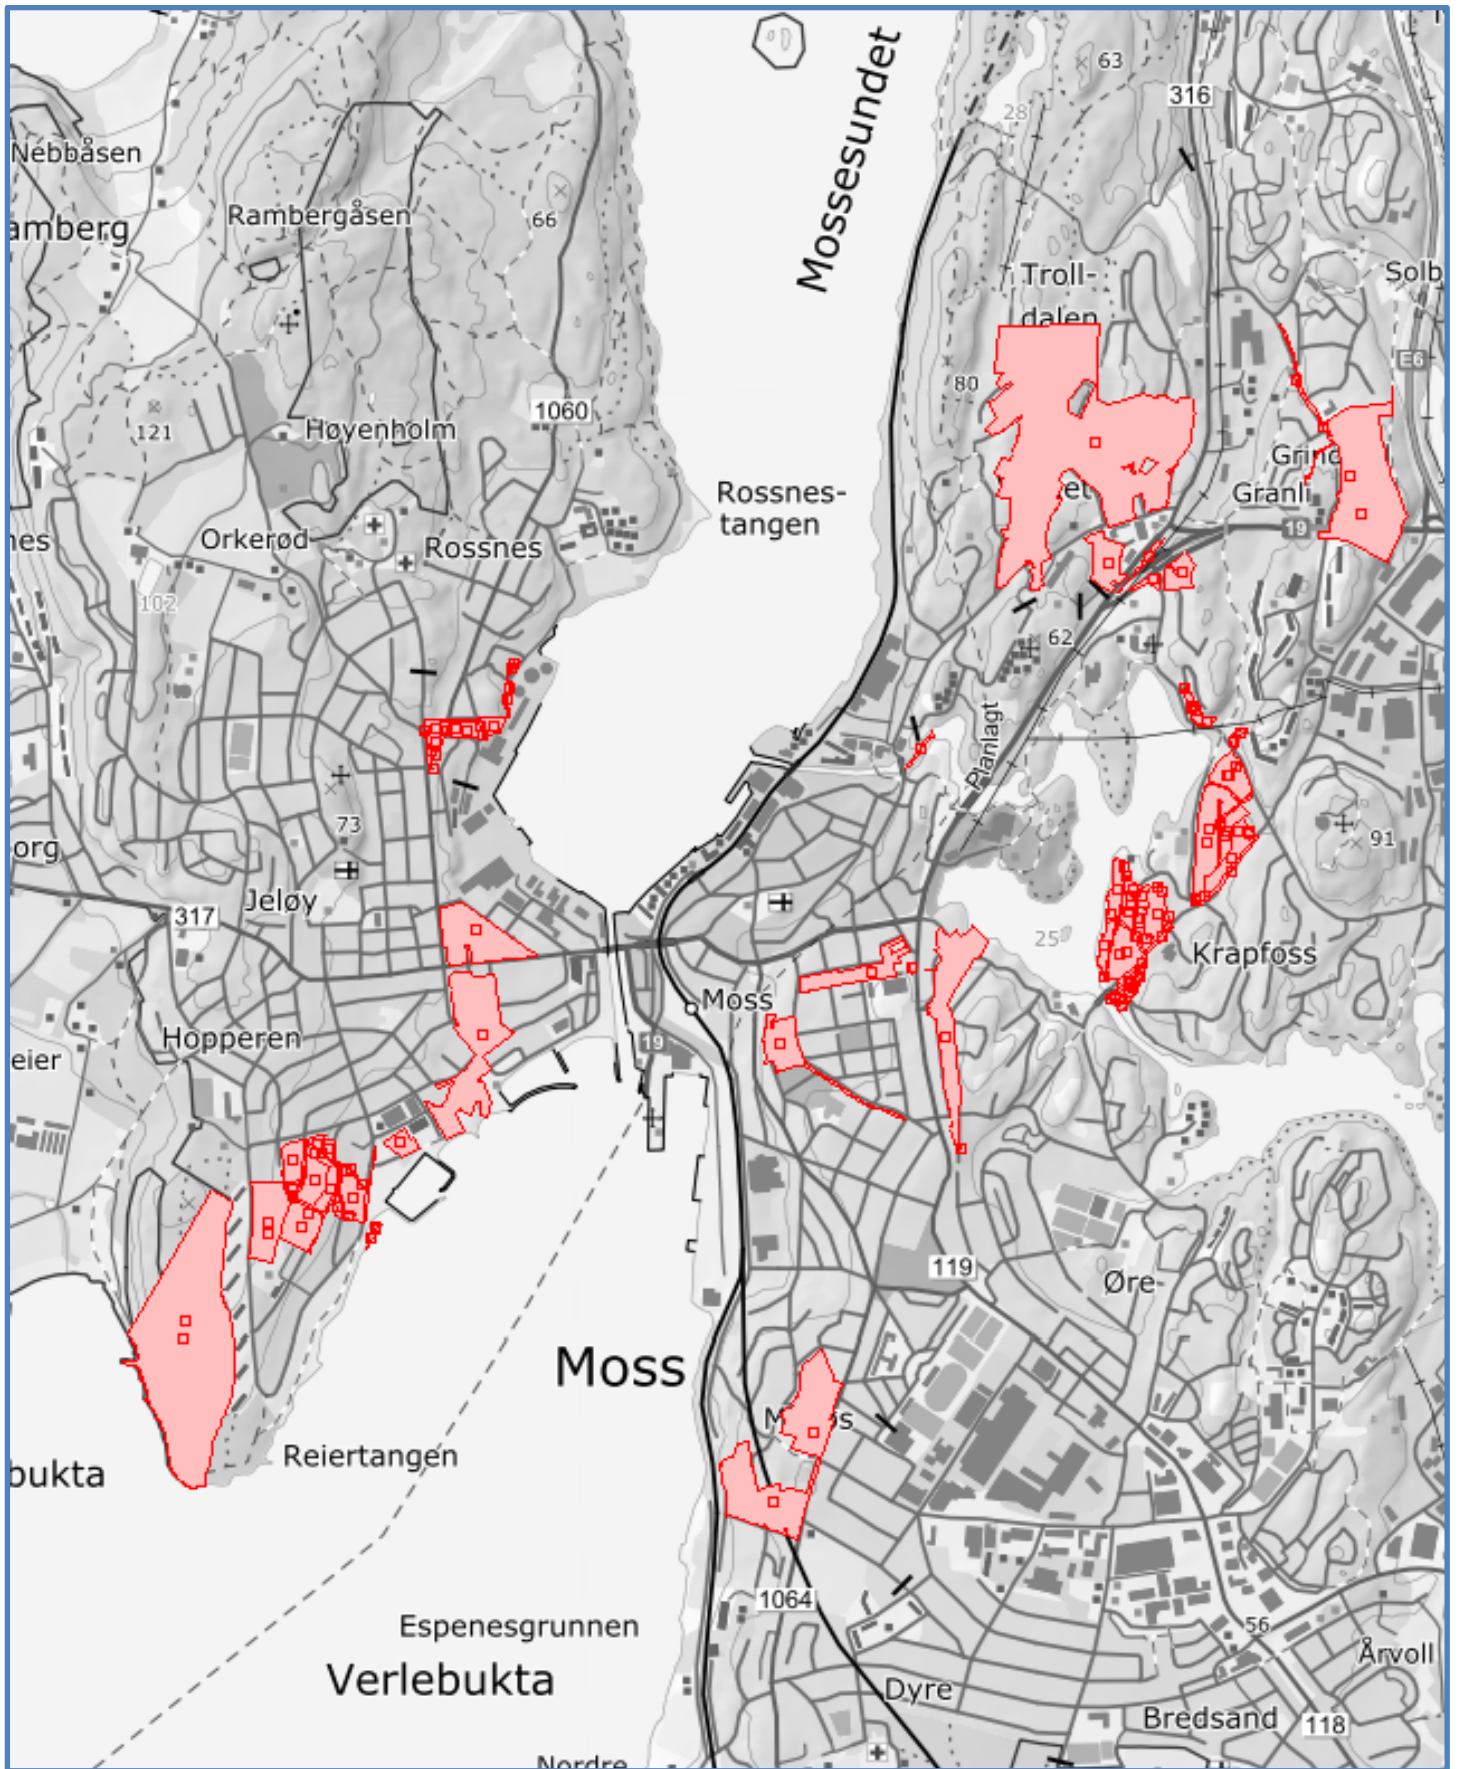 Mossesundet
63
316
28
Nebbåsen
Rambergåsen
66
amberg
Troll-
dalen
Solb
E6
80
1060
121
Høyenholm
Grind
Rossnes-
tangen
et
Granli
19
Orkerød
Rossnes
nes
102
62
Planlagt
73
91
org
Jeløy
317
25
Krapfoss
Moss
Hopperen
19
eier
119
Øre
Moss
M
s
Reiertangen
bukta
1064
Espenesgrunnen
56
Årvoll
Verlebukta
Dyre
Bredsand
118
Nordre